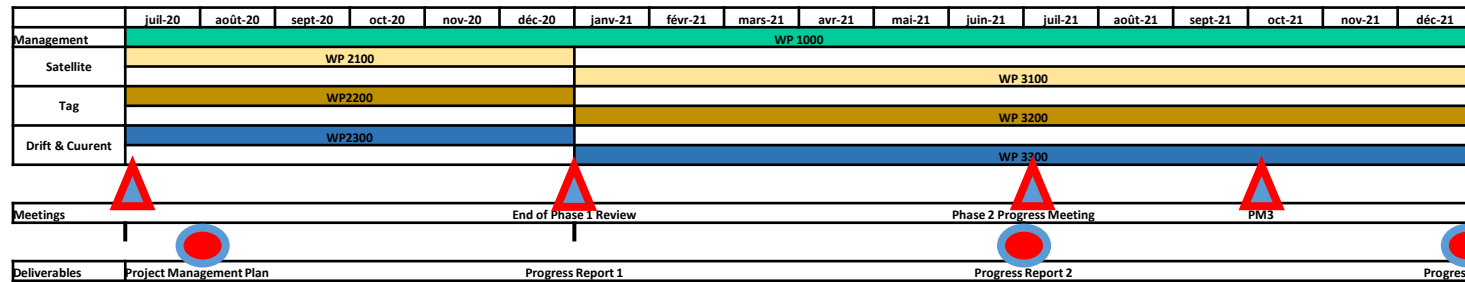 juil-20 août-20 sept-20 oct-20 nov-20 déc-20 janv-21 févr-21 mars-21 avr-21 mai-21 juin-21 juil-21 août-21 sept-21 oct-21 nov-21 déc-21
Management WP 1000
Satellite WP 2100
WP 3100
Tag WP2200
WP 3200
Drift & Cuurent WP2300
WP 3300
Meetings End of Phase 1 Review Phase 2 Progress Meeting PM3
Deliverables Project Management Plan Progress Report 1 Progress Report 2 Progres